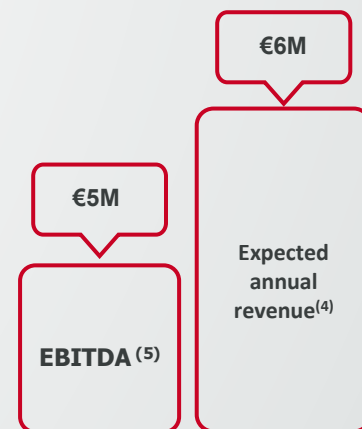 €6M
€5M
Expected
annual
revenue(4)
EBITDA (5)